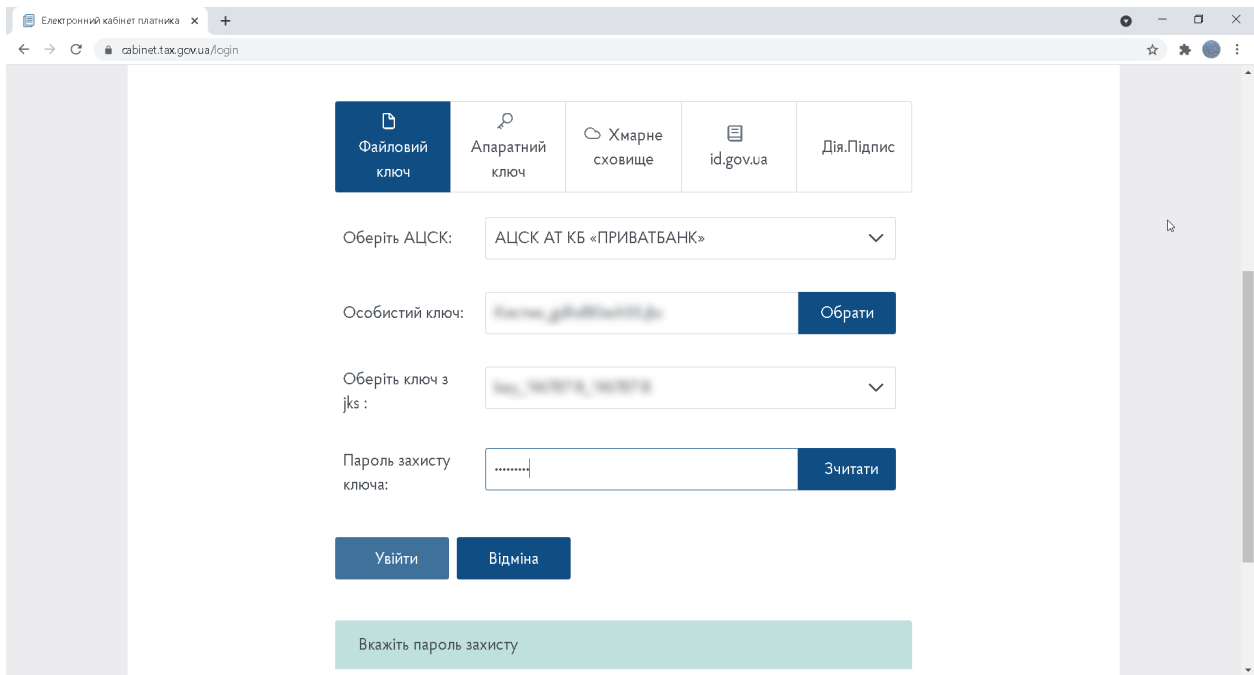 Електронний кабінет платника
cabinet.tax.gov.ua/login
Файловий
ключ
Апаратний
ключ
Хмарне
сховище
id.gov.ua
Дія.Підпис
Оберіть АЦСК:
АЦСК АТ КБ «ПРИВАТБАНК»
Особистий ключ:
Обрати
Оберіть ключ з
jks :
Пароль захисту
ключа:
Зчитати
Увійти
Відміна
Вкажіть пароль захисту